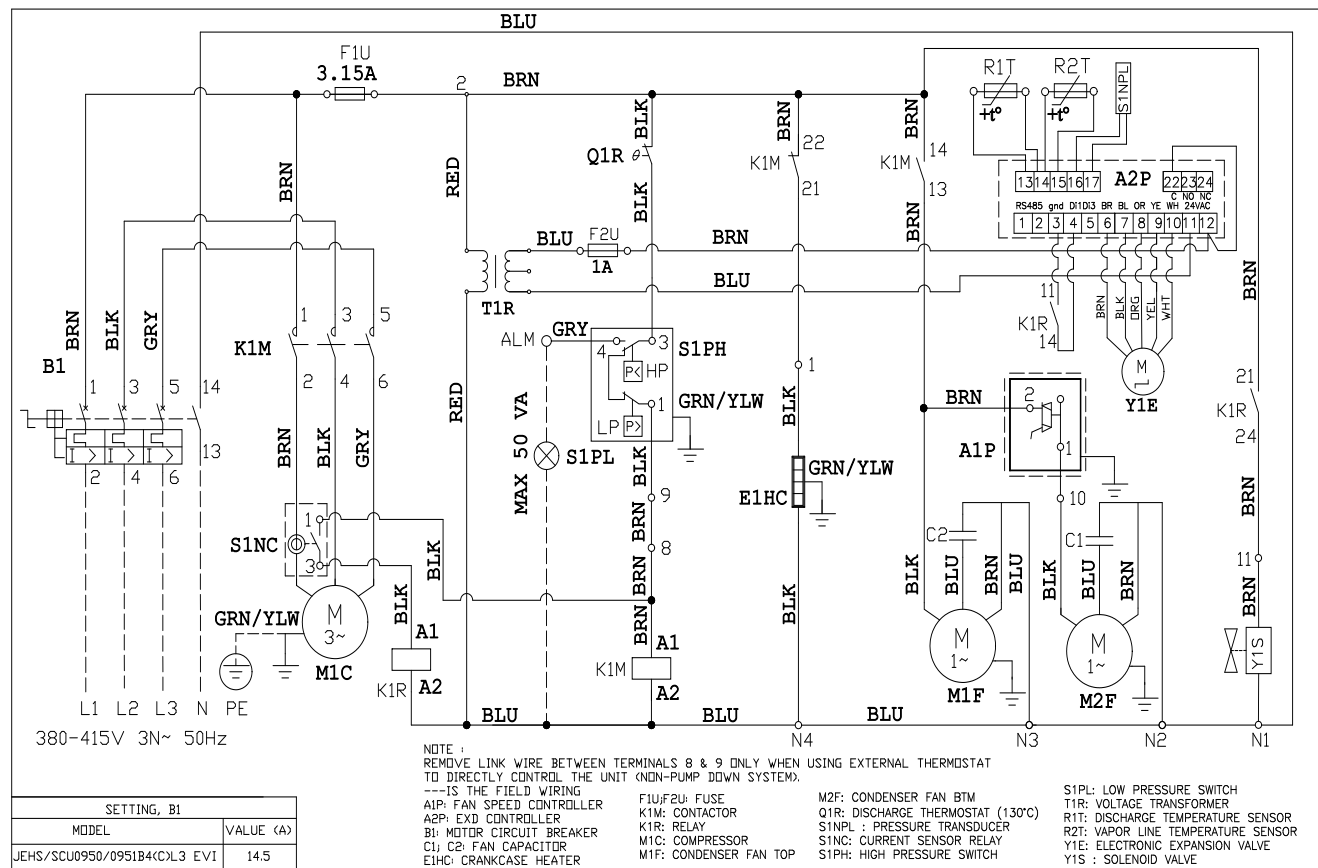 BLU
F1U
3.15A
2
BRN
R1T
R2T
S1NPL
+t°
+t°
BLK
Q1R
θ
BLK
BRN
22
K1M
21
BRN
14
K1M
13
BRN
13 14 15 16 17
A2P
22 23 24
C NO NC
RS485 gnd DI1 DI3 BR BL OR YE WH 24VAC
1 2 3 4 5 6 7 8 9 10 11 12
BRN
RED
BLU
F2U
1A
BRN
BLU
T1R
BRN
BLK
GRY
B1
1 3 5 14
13
2 4 6
K1M
1 3 5
2 4 6
BRN
BLK
GRY
ALM
GRY
4 3
S1PH
P< HP
1
LP P>
GRN/YLW
RED
MAX 50 VA
S1PL
BLK
9
BRN
8
BRN
BRN
A1
K1M
A2
1
BLK
E1HC
GRN/YLW
BLK
11
K1R
14
BRN
BLK
ORG
YEL
WHT
M
Y1E
BRN
21
K1R
24
BRN
11
BRN
Y1S
BRN
2
A1P
1
10
C2
C1
BLK
BLU
BRN
BLU
BLK
BLU
BRN
M
1~
M1F
M
1~
M2F
S1NC
1
3
BLK
BLK
GRN/YLW
M
3~
M1C
A1
K1R
A2
L1 L2 L3 N PE
380-415V 3N~ 50Hz
BLU
BLU
BLU
N4
N3
N2
N1
NOTE :
REMOVE LINK WIRE BETWEEN TERMINALS 8 & 9 ONLY WHEN USING EXTERNAL THERMOSTAT
TO DIRECTLY CONTROL THE UNIT (NON-PUMP DOWN SYSTEM).
---IS THE FIELD WIRING
A1P: FAN SPEED CONTROLLER
A2P: EXD CONTROLLER
B1: MOTOR CIRCUIT BREAKER
C1; C2: FAN CAPACITOR
E1HC: CRANKCASE HEATER
F1U;F2U: FUSE
K1M: CONTACTOR
K1R: RELAY
M1C: COMPRESSOR
M1F: CONDENSER FAN TOP
M2F: CONDENSER FAN BTM
Q1R: DISCHARGE THERMOSTAT (130°C)
S1NPL : PRESSURE TRANSDUCER
S1NC: CURRENT SENSOR RELAY
S1PH: HIGH PRESSURE SWITCH
S1PL: LOW PRESSURE SWITCH
T1R: VOLTAGE TRANSFORMER
R1T: DISCHARGE TEMPERATURE SENSOR
R2T: VAPOR LINE TEMPERATURE SENSOR
Y1E: ELECTRONIC EXPANSION VALVE
Y1S : SOLENOID VALVE
SETTING, B1
MODEL VALUE (A)
JEHS/SCU0950/0951B4(C)L3 EVI 14.5